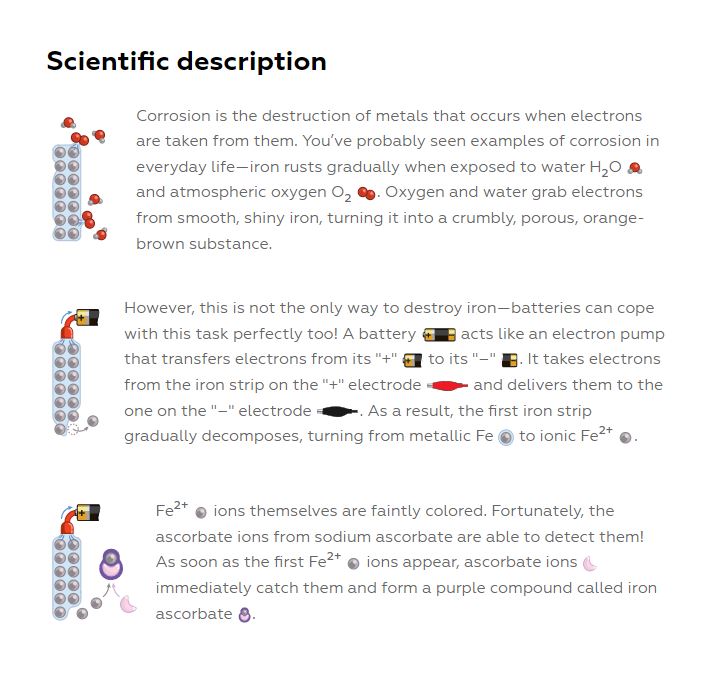 Scientific description
Corrosion is the destruction of metals that occurs when electrons
are taken from them. You’ve probably seen examples of corrosion in
everyday life—iron rusts gradually when exposed to water H₂O
and atmospheric oxygen O₂ . Oxygen and water grab electrons
from smooth, shiny iron, turning it into a crumbly, porous, orange-
brown substance.
However, this is not the only way to destroy iron—batteries can cope
with this task perfectly too! A battery acts like an electron pump
that transfers electrons from its "+" to its "–" . It takes electrons
from the iron strip on the "+" electrode and delivers them to the
one on the "–" electrode . As a result, the first iron strip
gradually decomposes, turning from metallic Fe to ionic Fe²⁺ .
Fe²⁺ ions themselves are faintly colored. Fortunately, the
ascorbate ions from sodium ascorbate are able to detect them!
As soon as the first Fe²⁺ ions appear, ascorbate ions
immediately catch them and form a purple compound called iron
ascorbate .